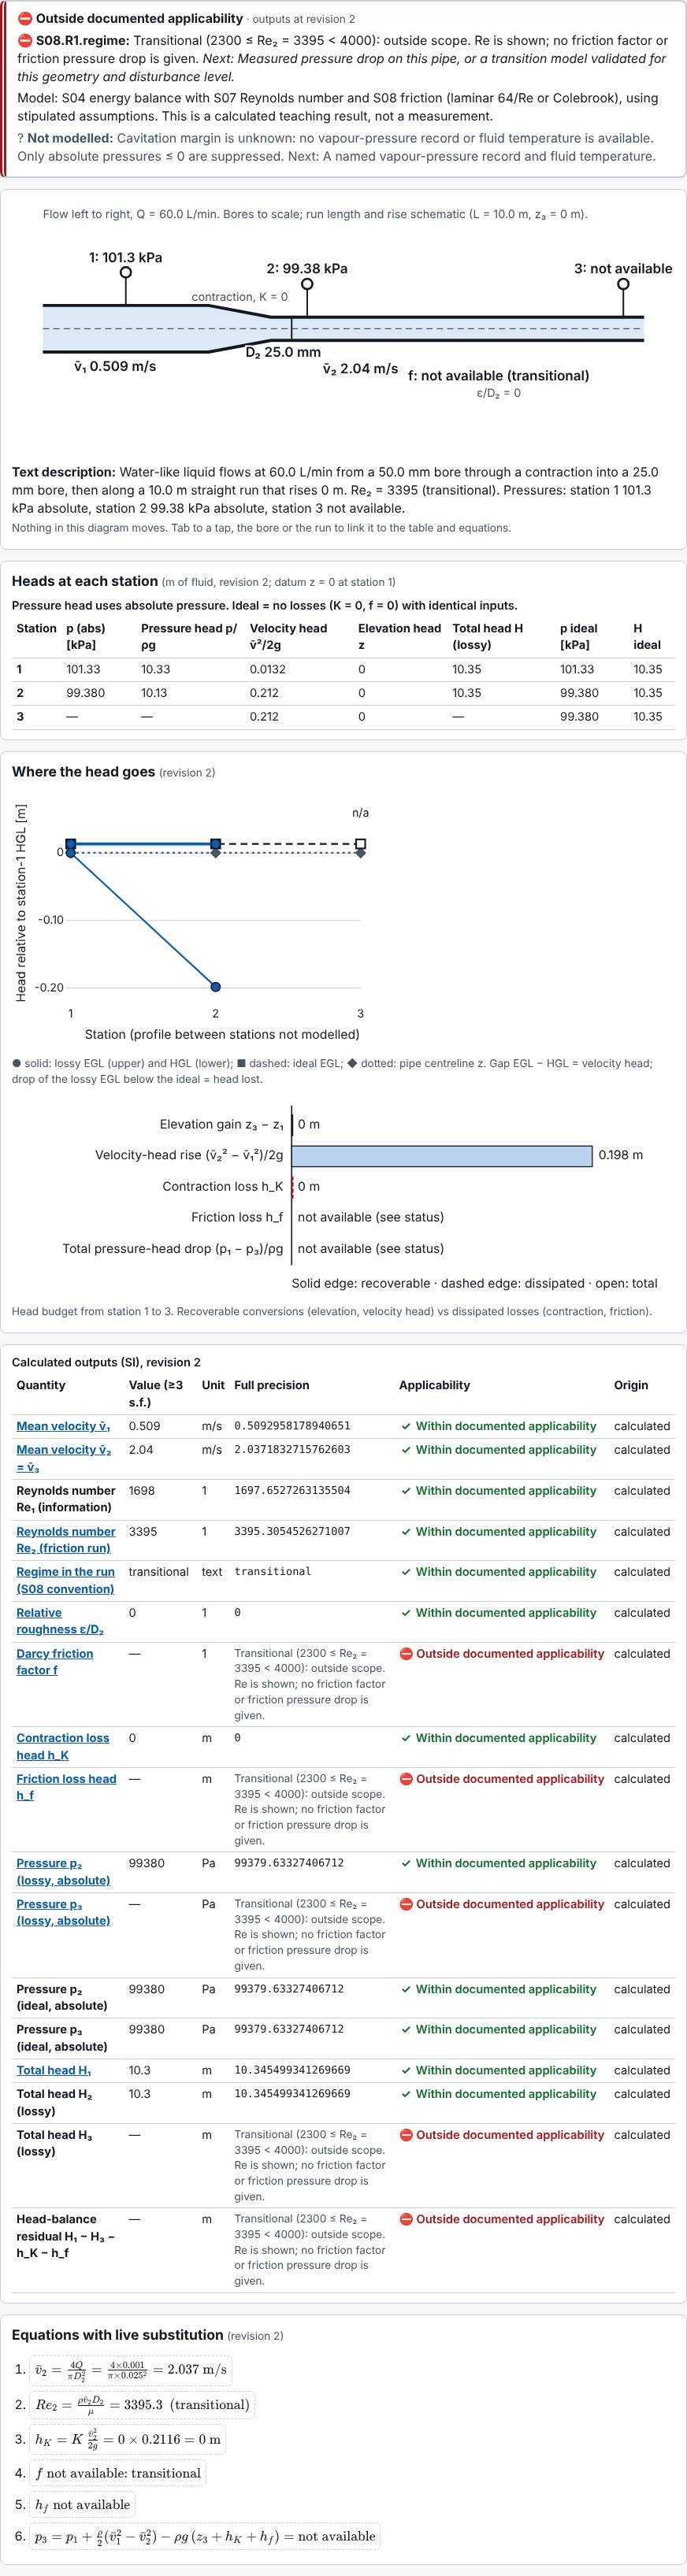 ⛔ Outside documented applicability · outputs at revision 2
⛔ S08.R1.regime: Transitional (2300 ≤ Re₂ = 3395 < 4000): outside scope. Re is shown; no friction factor or
friction pressure drop is given. Next: Measured pressure drop on this pipe, or a transition model validated for
this geometry and disturbance level.
Model: S04 energy balance with S07 Reynolds number and S08 friction (laminar 64/Re or Colebrook), using
stipulated assumptions. This is a calculated teaching result, not a measurement.
? Not modelled: Cavitation margin is unknown: no vapour-pressure record or fluid temperature is available.
Only absolute pressures ≤ 0 are suppressed. Next: A named vapour-pressure record and fluid temperature.
Flow left to right, Q = 60.0 L/min. Bores to scale; run length and rise schematic (L = 10.0 m, z₃ = 0 m).
1: 101.3 kPa
2: 99.38 kPa
3: not available
contraction, K = 0
D₂ 25.0 mm
v̄₁ 0.509 m/s
v̄₂ 2.04 m/s
f: not available (transitional)
ε/D₂ = 0
Text description: Water-like liquid flows at 60.0 L/min from a 50.0 mm bore through a contraction into a 25.0
mm bore, then along a 10.0 m straight run that rises 0 m. Re₂ = 3395 (transitional). Pressures: station 1 101.3
kPa absolute, station 2 99.38 kPa absolute, station 3 not available.
Nothing in this diagram moves. Tab to a tap, the bore or the run to link it to the table and equations.
Heads at each station (m of fluid, revision 2; datum z = 0 at station 1)
Pressure head uses absolute pressure. Ideal = no losses (K = 0, f = 0) with identical inputs.
Station p (abs) [kPa] Pressure head p/ρg Velocity head v̄²/2g Elevation head z Total head H (lossy) p ideal [kPa] H ideal
1 101.33 10.33 0.0132 0 10.35 101.33 10.35
2 99.380 10.13 0.212 0 10.35 99.380 10.35
3 — — 0.212 0 — 99.380 10.35
Where the head goes (revision 2)
Head relative to station-1 HGL [m]
n/a
0
-0.10
-0.20
1 2 3
Station (profile between stations not modelled)
● solid: lossy EGL (upper) and HGL (lower); ■ dashed: ideal EGL; ◆ dotted: pipe centreline z. Gap EGL − HGL = velocity head;
drop of the lossy EGL below the ideal = head lost.
Elevation gain z₃ − z₁ 0 m
Velocity-head rise (v̄₂² − v̄₁²)/2g 0.198 m
Contraction loss h_K 0 m
Friction loss h_f not available (see status)
Total pressure-head drop (p₁ − p₃)/ρg not available (see status)
Solid edge: recoverable · dashed edge: dissipated · open: total
Head budget from station 1 to 3. Recoverable conversions (elevation, velocity head) vs dissipated losses (contraction, friction).
Calculated outputs (SI), revision 2
Quantity Value (≥3 s.f.) Unit Full precision Applicability Origin
Mean velocity v̄₁ 0.509 m/s 0.5092958178940651 ✓ Within documented applicability calculated
Mean velocity v̄₂ = v̄₃ 2.04 m/s 2.0371832715762603 ✓ Within documented applicability calculated
Reynolds number Re₁ (information) 1698 1 1697.6527263135504 ✓ Within documented applicability calculated
Reynolds number Re₂ (friction run) 3395 1 3395.3054526271007 ✓ Within documented applicability calculated
Regime in the run (S08 convention) transitional text transitional ✓ Within documented applicability calculated
Relative roughness ε/D₂ 0 1 0 ✓ Within documented applicability calculated
Darcy friction factor f — 1 Transitional (2300 ≤ Re₂ = 3395 < 4000): outside scope. Re is shown; no friction factor or friction pressure drop is given. ⛔ Outside documented applicability calculated
Contraction loss head h_K 0 m 0 ✓ Within documented applicability calculated
Friction loss head h_f — m Transitional (2300 ≤ Re₂ = 3395 < 4000): outside scope. Re is shown; no friction factor or friction pressure drop is given. ⛔ Outside documented applicability calculated
Pressure p₂ (lossy, absolute) 99380 Pa 99379.63327406712 ✓ Within documented applicability calculated
Pressure p₃ (lossy, absolute) — Pa Transitional (2300 ≤ Re₂ = 3395 < 4000): outside scope. Re is shown; no friction factor or friction pressure drop is given. ⛔ Outside documented applicability calculated
Pressure p₂ (ideal, absolute) 99380 Pa 99379.63327406712 ✓ Within documented applicability calculated
Pressure p₃ (ideal, absolute) 99380 Pa 99379.63327406712 ✓ Within documented applicability calculated
Total head H₁ 10.3 m 10.345499341269669 ✓ Within documented applicability calculated
Total head H₂ (lossy) 10.3 m 10.345499341269669 ✓ Within documented applicability calculated
Total head H₃ (lossy) — m Transitional (2300 ≤ Re₂ = 3395 < 4000): outside scope. Re is shown; no friction factor or friction pressure drop is given. ⛔ Outside documented applicability calculated
Head-balance residual H₁ − H₃ − h_K − h_f — m Transitional (2300 ≤ Re₂ = 3395 < 4000): outside scope. Re is shown; no friction factor or friction pressure drop is given. ⛔ Outside documented applicability calculated
Equations with live substitution (revision 2)
1. v̄₂ = 4Q/πD₂² = 4×0.001/π×0.025² = 2.037 m/s
2. Re₂ = ρv̄₂D₂/μ = 3395.3 (transitional)
3. h_K = K v̄₂²/2g = 0 × 0.2116 = 0 m
4. f not available: transitional
5. h_f not available
6. p₃ = p₁ + ρ/2(v̄₁² − v̄₂²) − ρg (z₃ + h_K + h_f) = not available